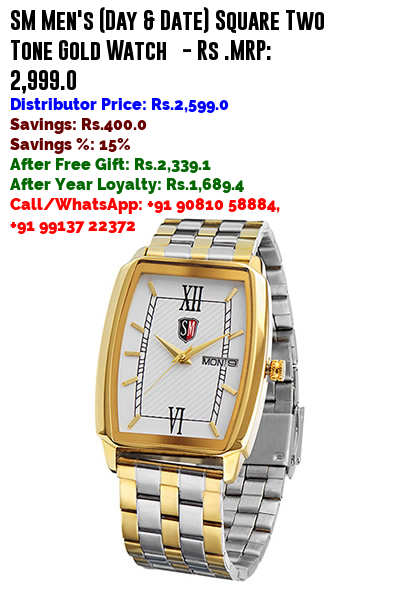 SM Men's (Day & Date) Square Two
Tone Gold Watch - Rs .MRP:
2,999.0
Distributor Price: Rs.2,599.0
Savings: Rs.400.0
Savings %: 15%
After Free Gift: Rs.2,339.1
After Year Loyalty: Rs.1,689.4
Call/WhatsApp: +91 90810 58884,
+91 99137 22372
XII
SM
MON 9
VI